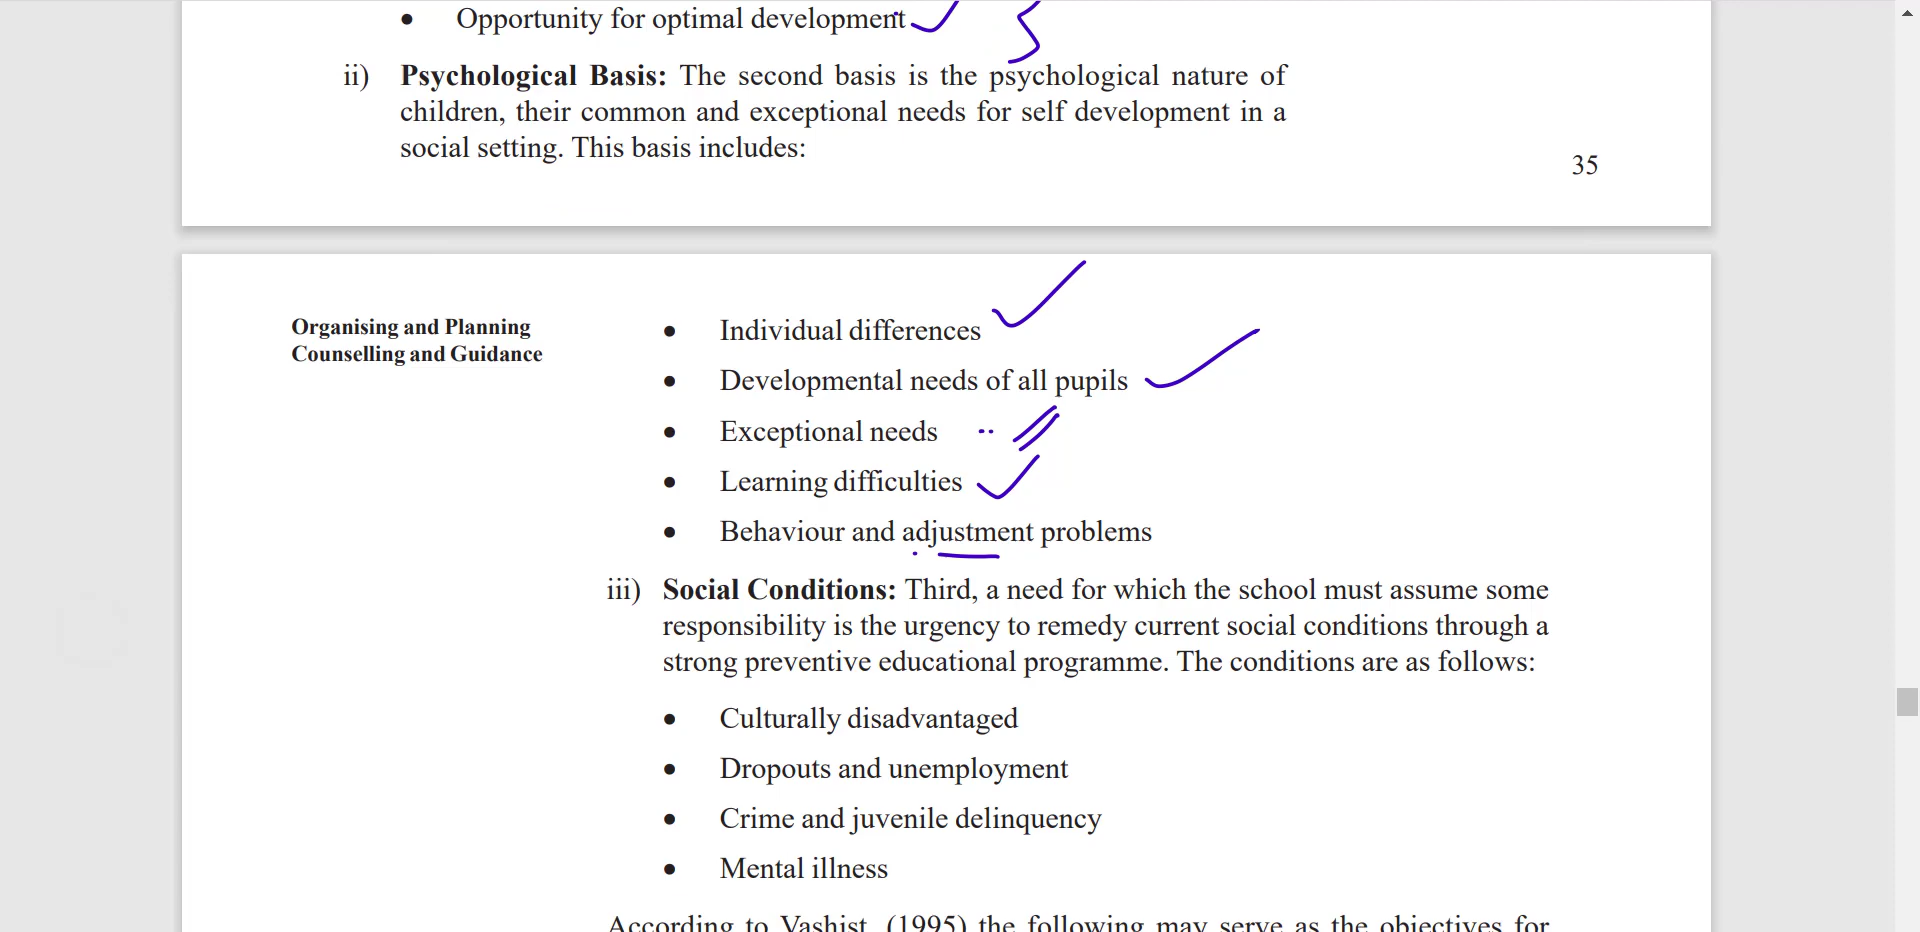 • Opportunity for optimal development
ii) Psychological Basis: The second basis is the psychological nature of
children, their common and exceptional needs for self development in a
social setting. This basis includes:
35
Organising and Planning
Counselling and Guidance
• Individual differences
• Developmental needs of all pupils
• Exceptional needs
• Learning difficulties
• Behaviour and adjustment problems
iii) Social Conditions: Third, a need for which the school must assume some
responsibility is the urgency to remedy current social conditions through a
strong preventive educational programme. The conditions are as follows:
• Culturally disadvantaged
• Dropouts and unemployment
• Crime and juvenile delinquency
• Mental illness
According to Vashist, (1995) the following may serve as the objectives for